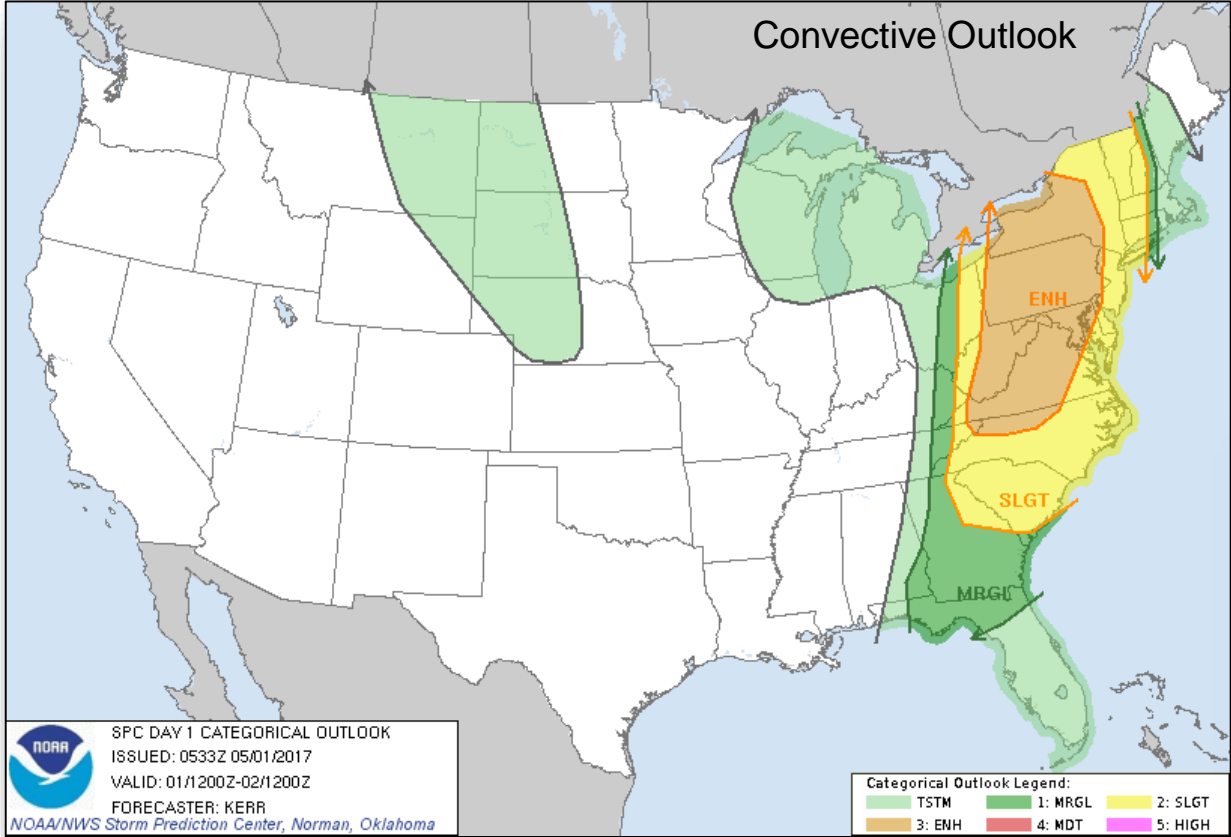 Convective Outlook
ENH
SLGT
MRGL
NOAA
SPC DAY 1 CATEGORICAL OUTLOOK
ISSUED: 0533Z 05/01/2017
VALID: 01/1200Z-02/1200Z
FORECASTER: KERR
NOAA/NWS Storm Prediction Center, Norman, Oklahoma
Categorical Outlook Legend:
TSTM 1: MRGL 2: SLGT
3: ENH 4: MDT 5: HIGH